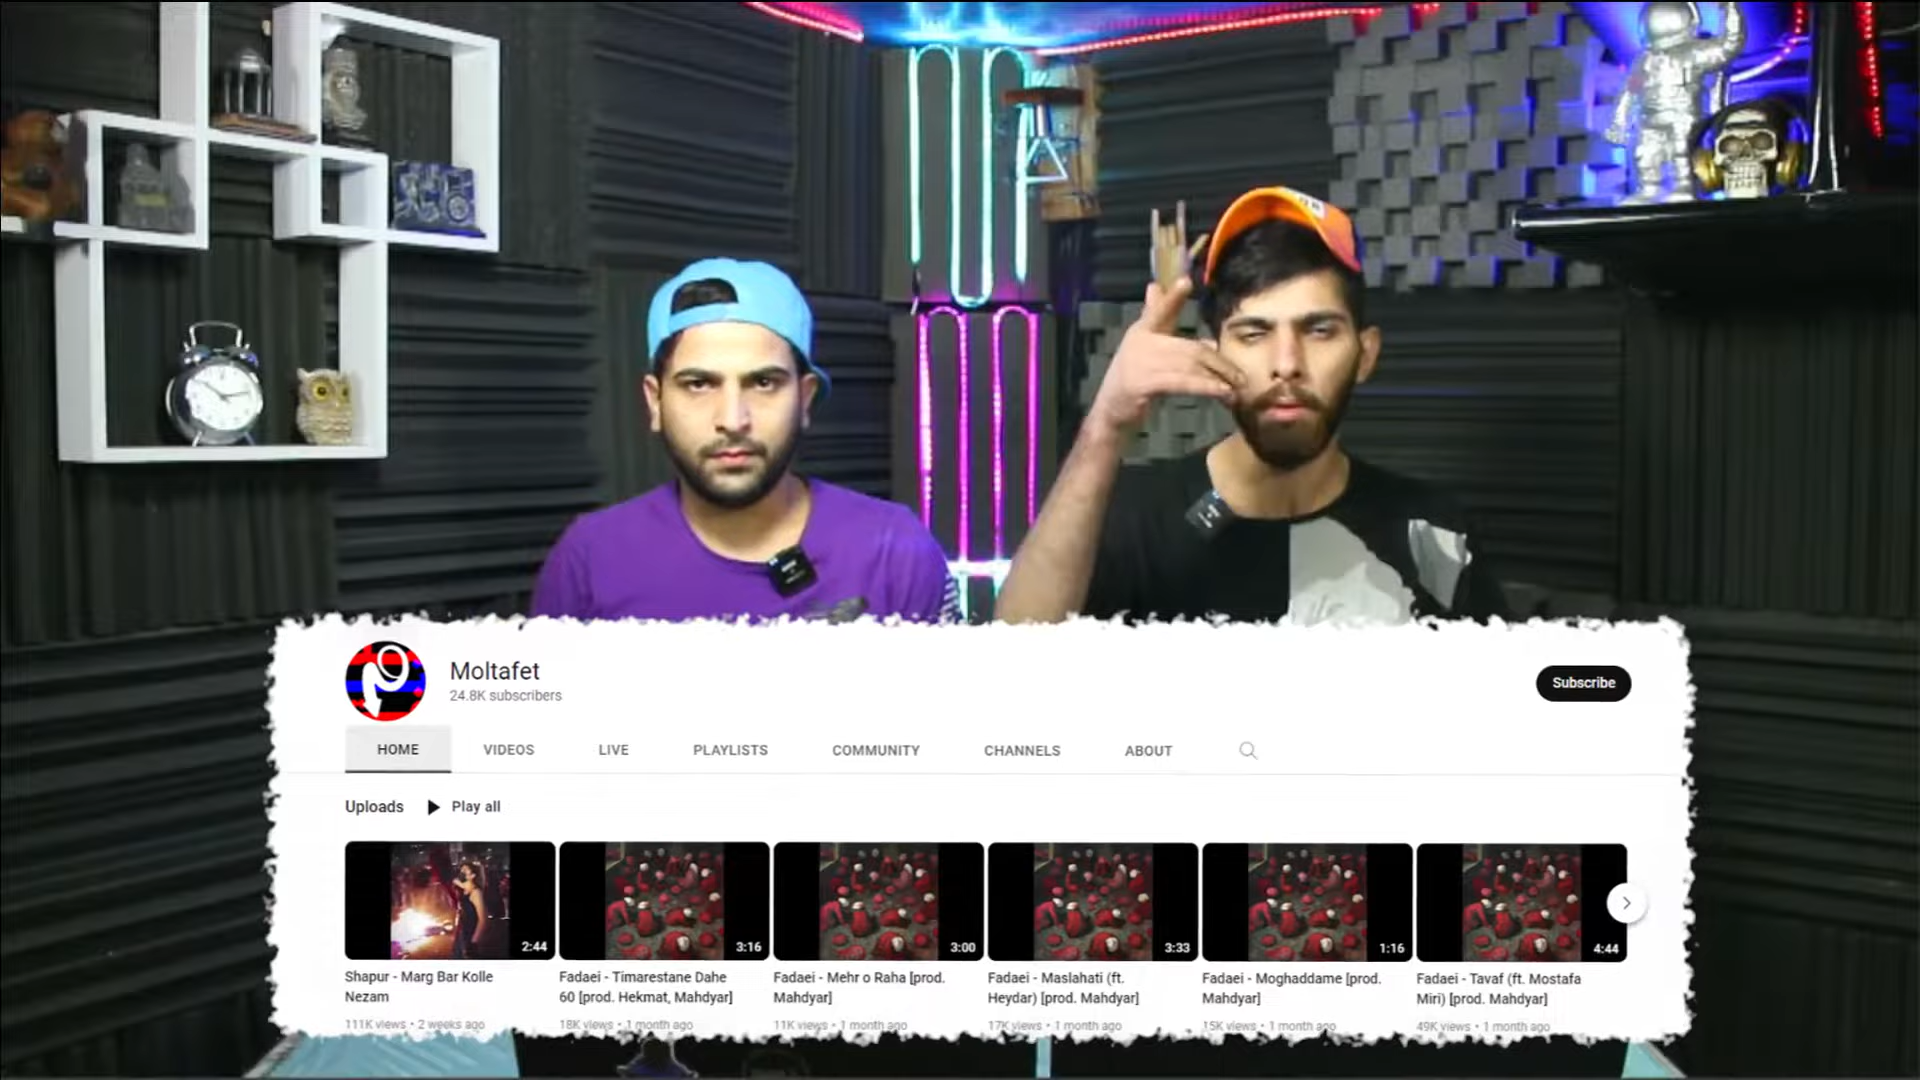 Moltafet
24.8K subscribers
Subscribe
HOME
VIDEOS
LIVE
PLAYLISTS
COMMUNITY
CHANNELS
ABOUT
Uploads
Play all
2:44
3:16
3:00
3:33
1:16
4:44
Shapur - Marg Bar Kolle
Nezam
111K views • 2 weeks ago
Fadaei - Timarestane Dahe
60 [prod. Hekmat, Mahdyar]
18K views • 1 month ago
Fadaei - Mehr o Raha [prod.
Mahdyar]
11K views • 1 month ago
Fadaei - Maslahati (ft.
Heydar) [prod. Mahdyar]
17K views • 1 month ago
Fadaei - Moghaddame [prod.
Mahdyar]
15K views • 1 month ago
Fadaei - Tavaf (ft. Mostafa
Miri) [prod. Mahdyar]
49K views • 1 month ago